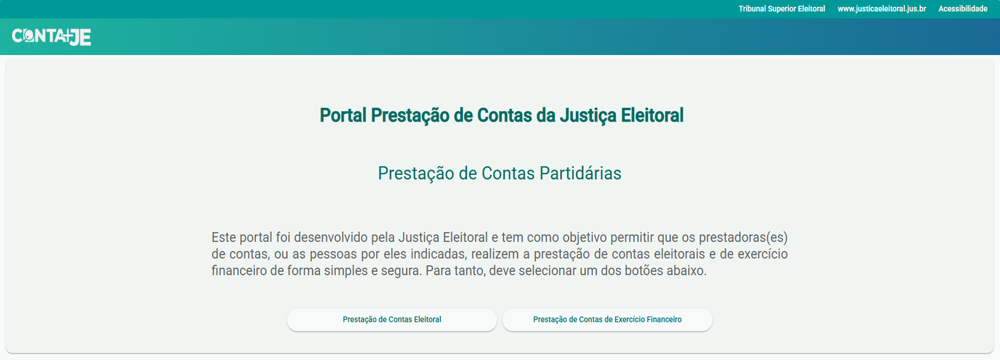 Tribunal Superior Eleitoral www.justicaeleitoral.jus.br Acessibilidade
CONTA+JE
Portal Prestação de Contas da Justiça Eleitoral
Prestação de Contas Partidárias
Este portal foi desenvolvido pela Justiça Eleitoral e tem como objetivo permitir que os prestadoras(es)
de contas, ou as pessoas por eles indicadas, realizem a prestação de contas eleitorais e de exercício
financeiro de forma simples e segura. Para tanto, deve selecionar um dos botões abaixo.
Prestação de Contas Eleitoral Prestação de Contas de Exercício Financeiro